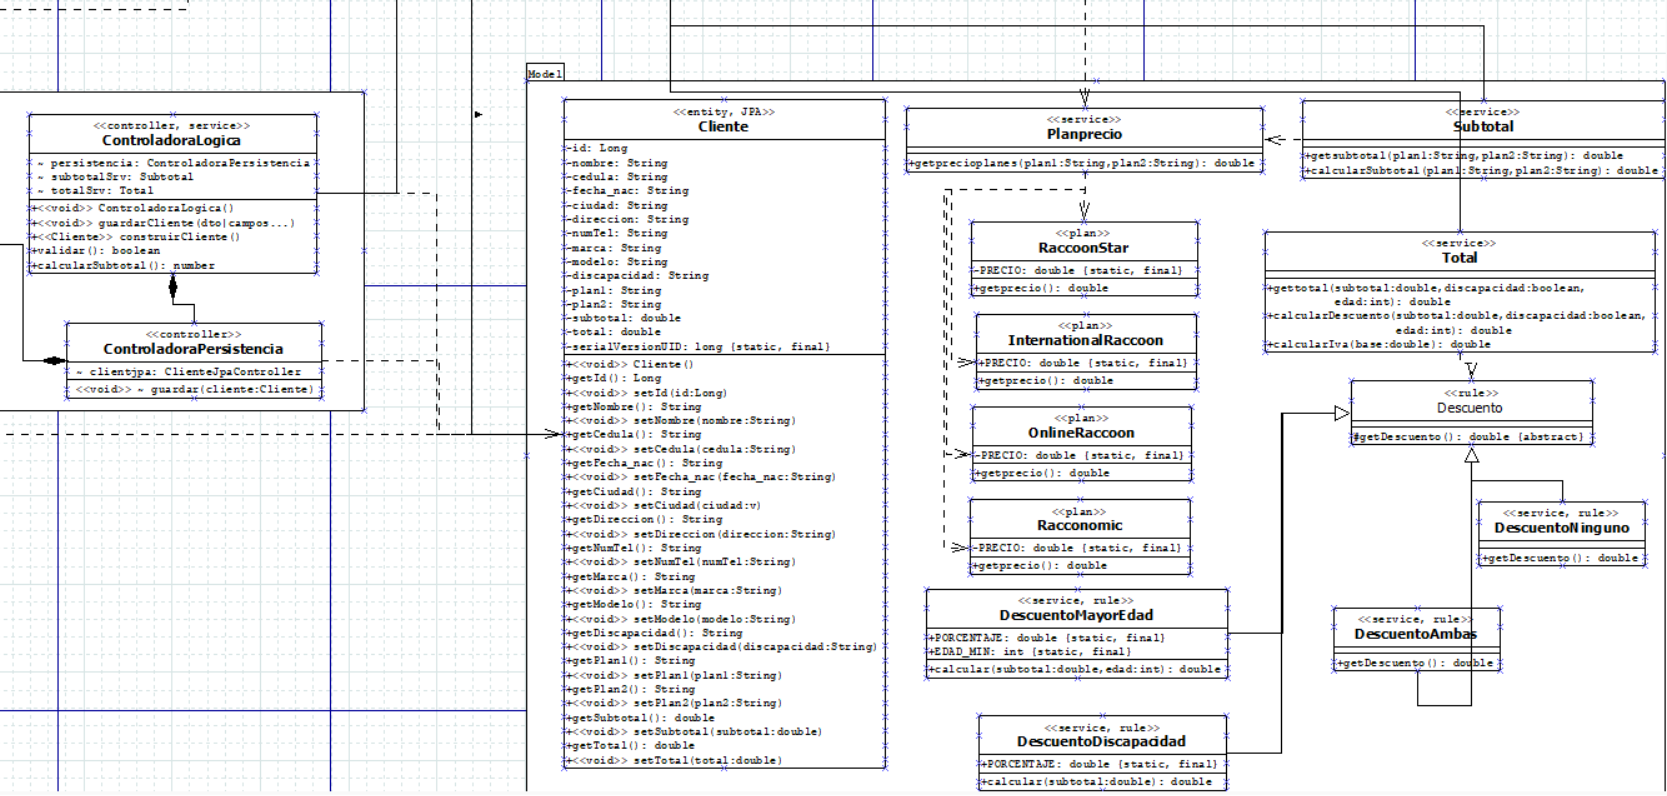 Model
<<controller, service>>
ControladoraLogica
~ persistencia: ControladoraPersistencia
~ subtotalSrv: Subtotal
~ totalSrv: Total
+<<void>> ControladoraLogica()
+<<void>> guardarCliente(dto|campos...)
+<<Cliente>> construirCliente()
+validar(): boolean
+calcularSubtotal(): number
<<controller>>
ControladoraPersistencia
~ clientjpa: ClienteJpaController
<<void>> ~ guardar(cliente:Cliente)
<<entity, JPA>>
Cliente
-id: Long
-nombre: String
-cedula: String
-fecha_nac: String
-ciudad: String
-direccion: String
-numTel: String
-marca: String
-modelo: String
-discapacidad: String
-plan1: String
-plan2: String
-subtotal: double
-total: double
-serialVersionUID: long {static, final}
+<<void>> Cliente()
+getId(): Long
+<<void>> setId(id:Long)
+getNombre(): String
+<<void>> setNombre(nombre:String)
+getCedula(): String
+<<void>> setCedula(cedula:String)
+getFecha_nac(): String
+<<void>> setFecha_nac(fecha_nac:String)
+getCiudad(): String
+<<void>> setCiudad(ciudad:v)
+getDireccion(): String
+<<void>> setDireccion(direccion:String)
+getNumTel(): String
+<<void>> setNumTel(numTel:String)
+getMarca(): String
+<<void>> setMarca(marca:String)
+getModelo(): String
+<<void>> setModelo(modelo:String)
+getDiscapacidad(): String
+<<void>> setDiscapacidad(discapacidad:String)
+getPlan1(): String
+<<void>> setPlan1(plan1:String)
+getPlan2(): String
+<<void>> setPlan2(plan2:String)
+getSubtotal(): double
+<<void>> setSubtotal(subtotal:double)
+getTotal(): double
+<<void>> setTotal(total:double)
<<service>>
Planprecio
+getprecioplanes(plan1:String,plan2:String): double
<<plan>>
RaccoonStar
-PRECIO: double {static, final}
+getprecio(): double
<<plan>>
InternationalRaccoon
+PRECIO: double {static, final}
+getprecio(): double
<<plan>>
OnlineRaccoon
-PRECIO: double {static, final}
+getprecio(): double
<<plan>>
Racconomic
-PRECIO: double {static, final}
+getprecio(): double
<<service, rule>>
DescuentoMayorEdad
+PORCENTAJE: double {static, final}
+EDAD_MIN: int {static, final}
+calcular(subtotal:double,edad:int): double
<<service, rule>>
DescuentoDiscapacidad
+PORCENTAJE: double {static, final}
+calcular(subtotal:double): double
<<service>>
Subtotal
+getsubtotal(plan1:String,plan2:String): double
+calcularSubtotal(plan1:String,plan2:String): double
<<service>>
Total
+gettotal(subtotal:double,discapacidad:boolean,
edad:int): double
+calcularDescuento(subtotal:double,discapacidad:boolean,
edad:int): double
+calcularIva(base:double): double
<<rule>>
Descuento
#getDescuento(): double {abstract}
<<service, rule>>
DescuentoNinguno
+getDescuento(): double
<<service, rule>>
DescuentoAmbas
+getDescuento(): double